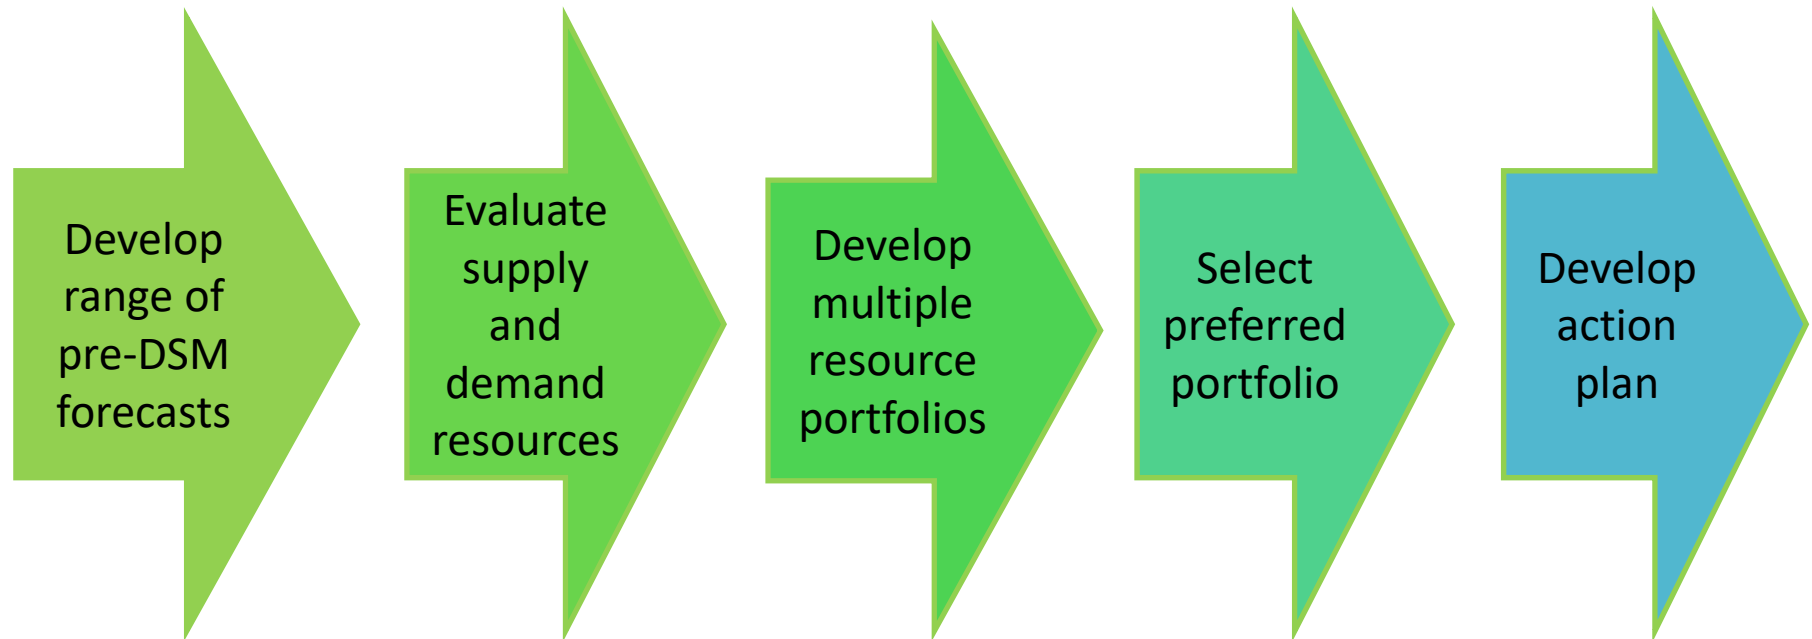 Develop
range of
pre-DSM
forecasts
Evaluate
supply
and
demand
resources
Develop
multiple
resource
portfolios
Select
preferred
portfolio
Develop
action
plan